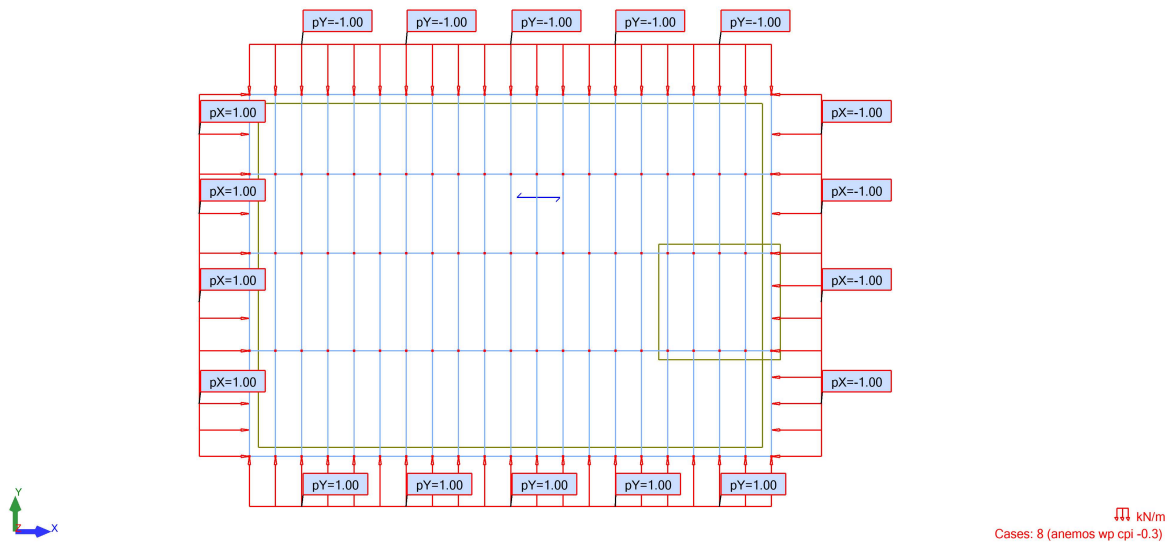 pY=-1.00 pY=-1.00 pY=-1.00 pY=-1.00 pY=-1.00
pX=1.00 pX=-1.00
pX=1.00 pX=-1.00
pX=1.00 pX=-1.00
pX=1.00 pX=-1.00
pY=1.00 pY=1.00 pY=1.00 pY=1.00 pY=1.00
Y
Z X
kN/m
Cases: 8 (anemos wp cpi -0.3)